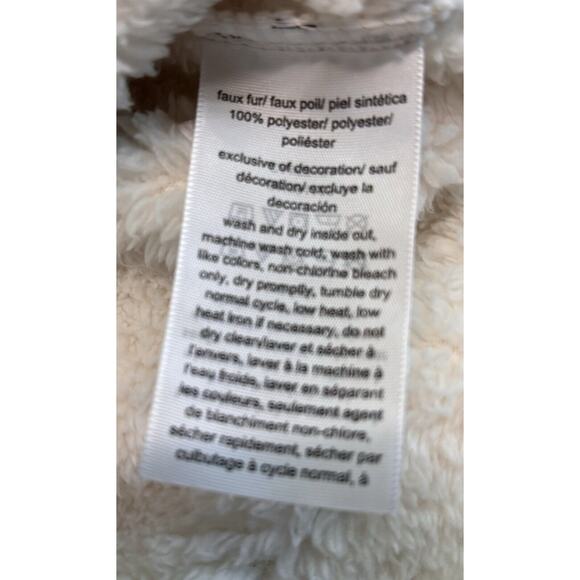 faux fur/ faux poil/ piel sintética
100% polyester/ polyester/
poliéster
exclusive of decoration/ sauf
décoration/ excluye la
decoración
wash and dry inside out,
machine wash cold, wash with
like colors, non-chlorine bleach
only, dry promptly, tumble dry
normal cycle, low heat, low
heat iron if necessary, do not
dry clean/laver et sécher à
l'envers, laver à la machine à
l'eau froide, laver en séparant
les couleurs, seulement agent
de blanchiment non-chlore,
sécher rapidement, sécher par
culbutage à cycle normal, à